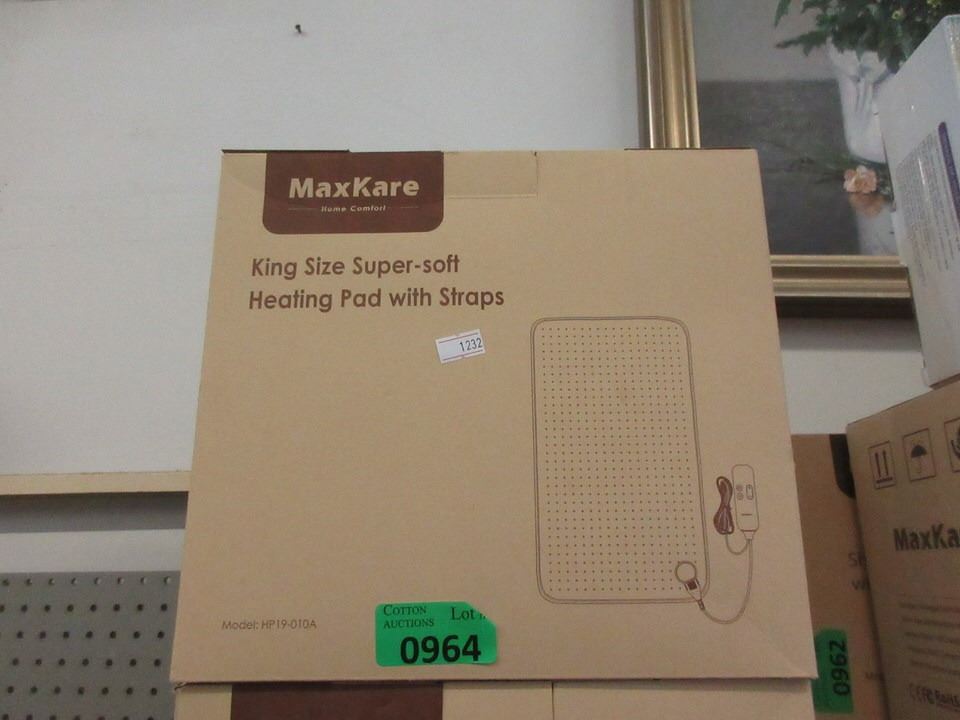 MaxKare
Home Comfort
King Size Super-soft
Heating Pad with Straps
1232
Model: HP19-010A
COTTON
AUCTIONS
Lot
0964
0962
MaxKa